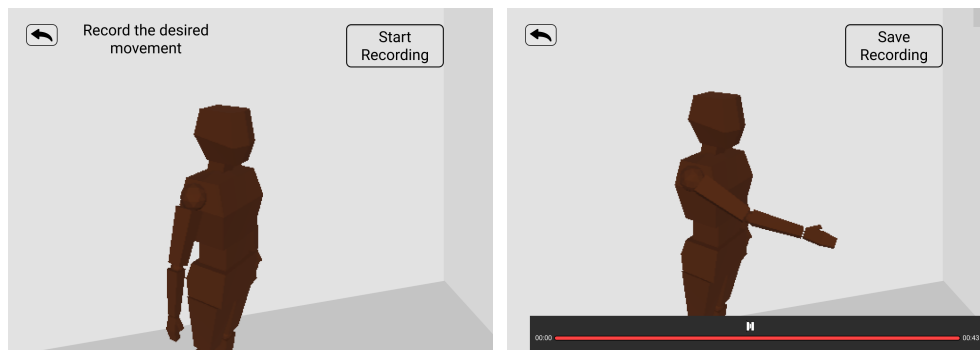 Record the desired
movement
Start
Recording
Save
Recording
00:00
00:43